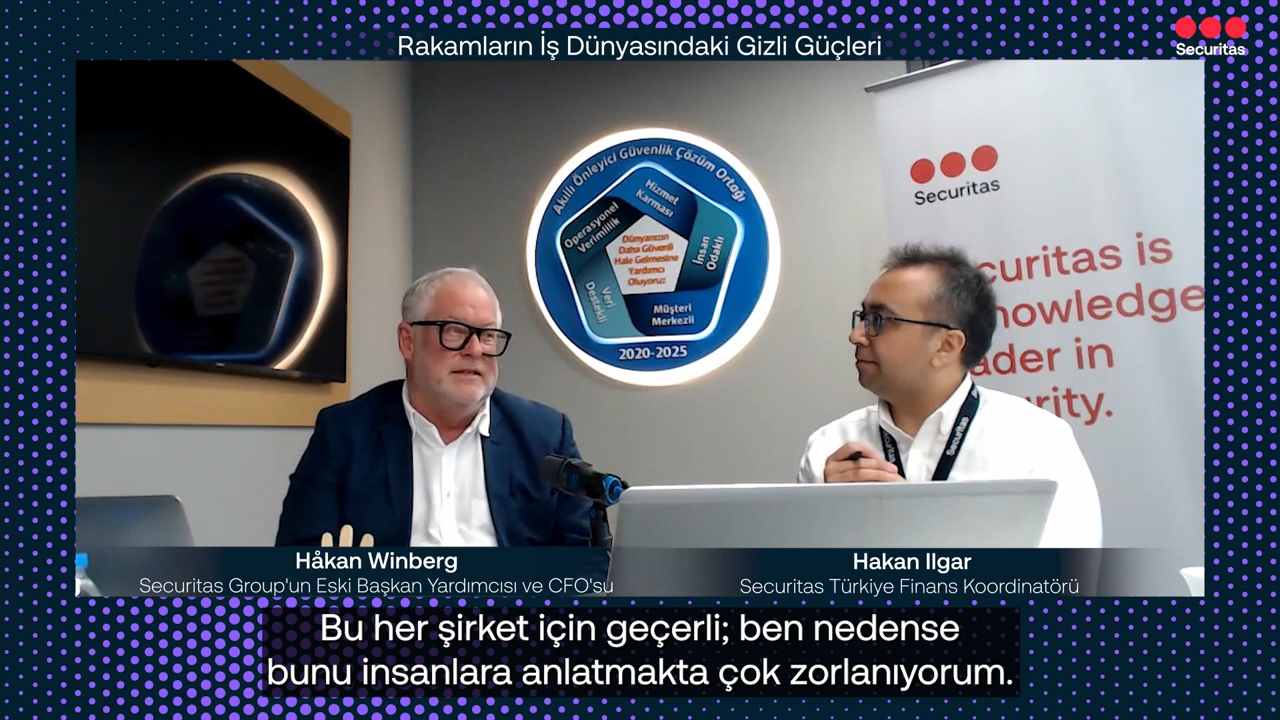 Rakamların İş Dünyasındaki Gizli Güçleri
Securitas
Akıllı Önleyici Güvenlik Çözüm Ortağı
Hizmet
Karması
Operasyonel
Verimlilik
İnsan
Odaklı
Dünyanızın
Daha Güvenli
Hale Gelmesine
Yardımcı
Oluyoruz
Veri
Destekli
Müşteri
Merkezli
2020-2025
Securitas
curitas is
nowledge
ader in
urity.
Securitas
Håkan Winberg
Securitas Group'un Eski Başkan Yardımcısı ve CFO'su
Hakan Ilgar
Securitas Türkiye Finans Koordinatörü
Bu her şirket için geçerli; ben nedense
bunu insanlara anlatmakta çok zorlanıyorum.